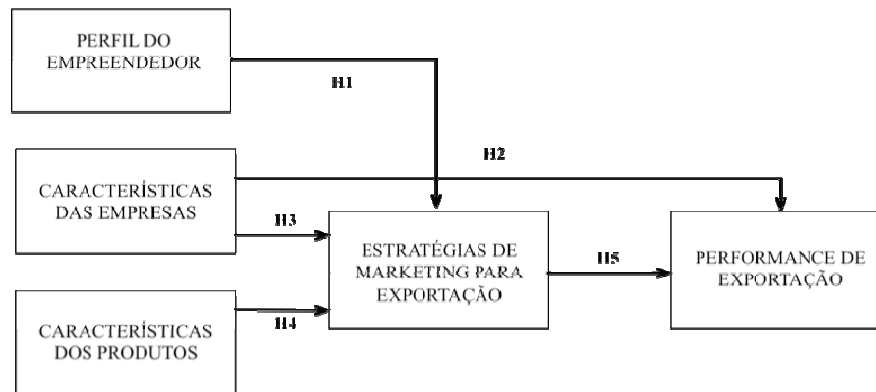 PERFIL DO
EMPREENDEDOR
H1
H2
CARACTERÍSTICAS
DAS EMPRESAS
H3
ESTRATÉGIAS DE
MARKETING PARA
EXPORTAÇÃO
H5
PERFORMANCE DE
EXPORTAÇÃO
H4
CARACTERÍSTICAS
DOS PRODUTOS